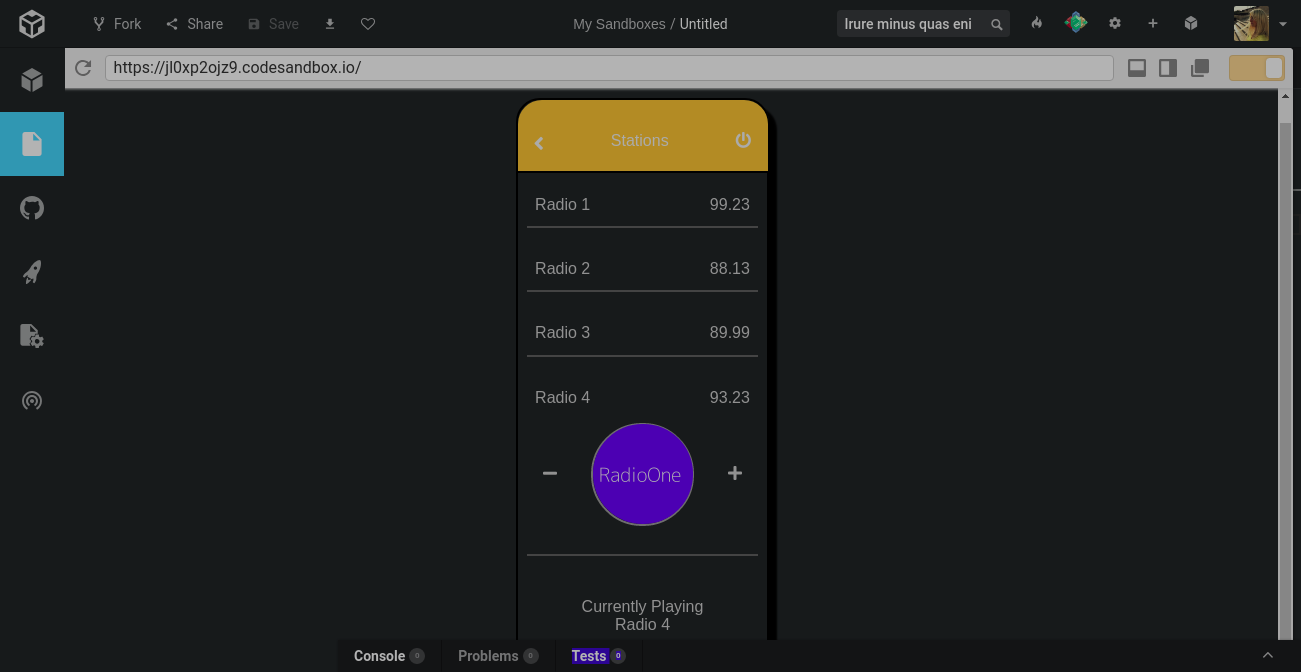 Fork Share Save My Sandboxes / Untitled Irure minus quas eni
https://jl0xp2ojz9.codesandbox.io/
Stations
Radio 1 99.23
Radio 2 88.13
Radio 3 89.99
Radio 4 93.23
RadioOne
Currently Playing
Radio 4
Console 0 Problems 0 Tests 0